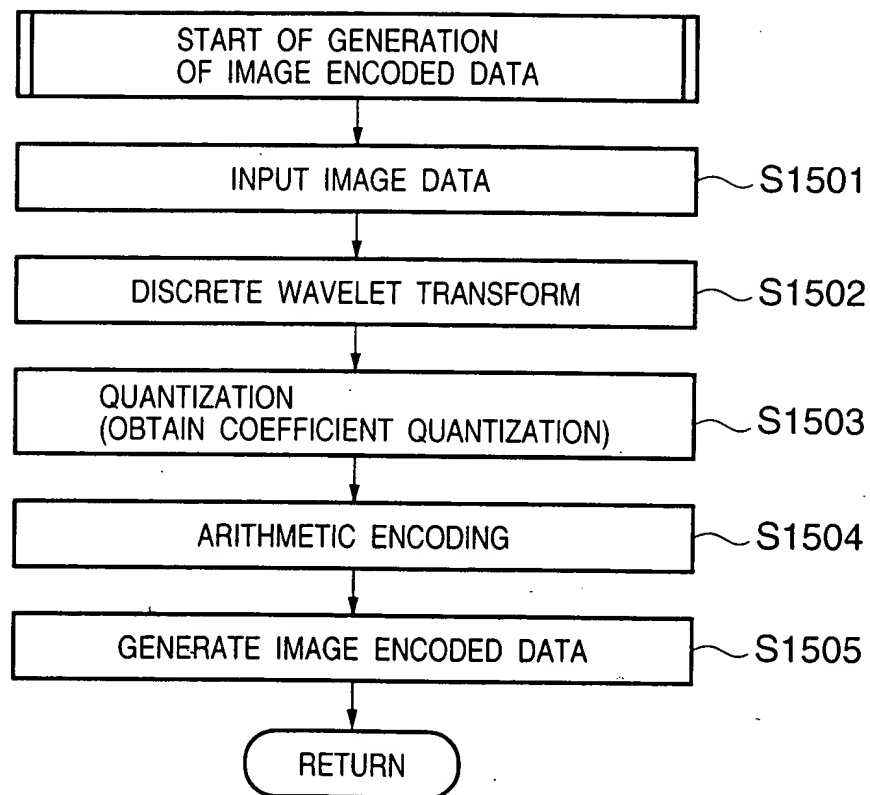 START OF GENERATION
OF IMAGE ENCODED DATA
INPUT IMAGE DATA
S1501
DISCRETE WAVELET TRANSFORM
S1502
QUANTIZATION
(OBTAIN COEFFICIENT QUANTIZATION)
S1503
ARITHMETIC ENCODING
S1504
GENERATE IMAGE ENCODED DATA
S1505
RETURN